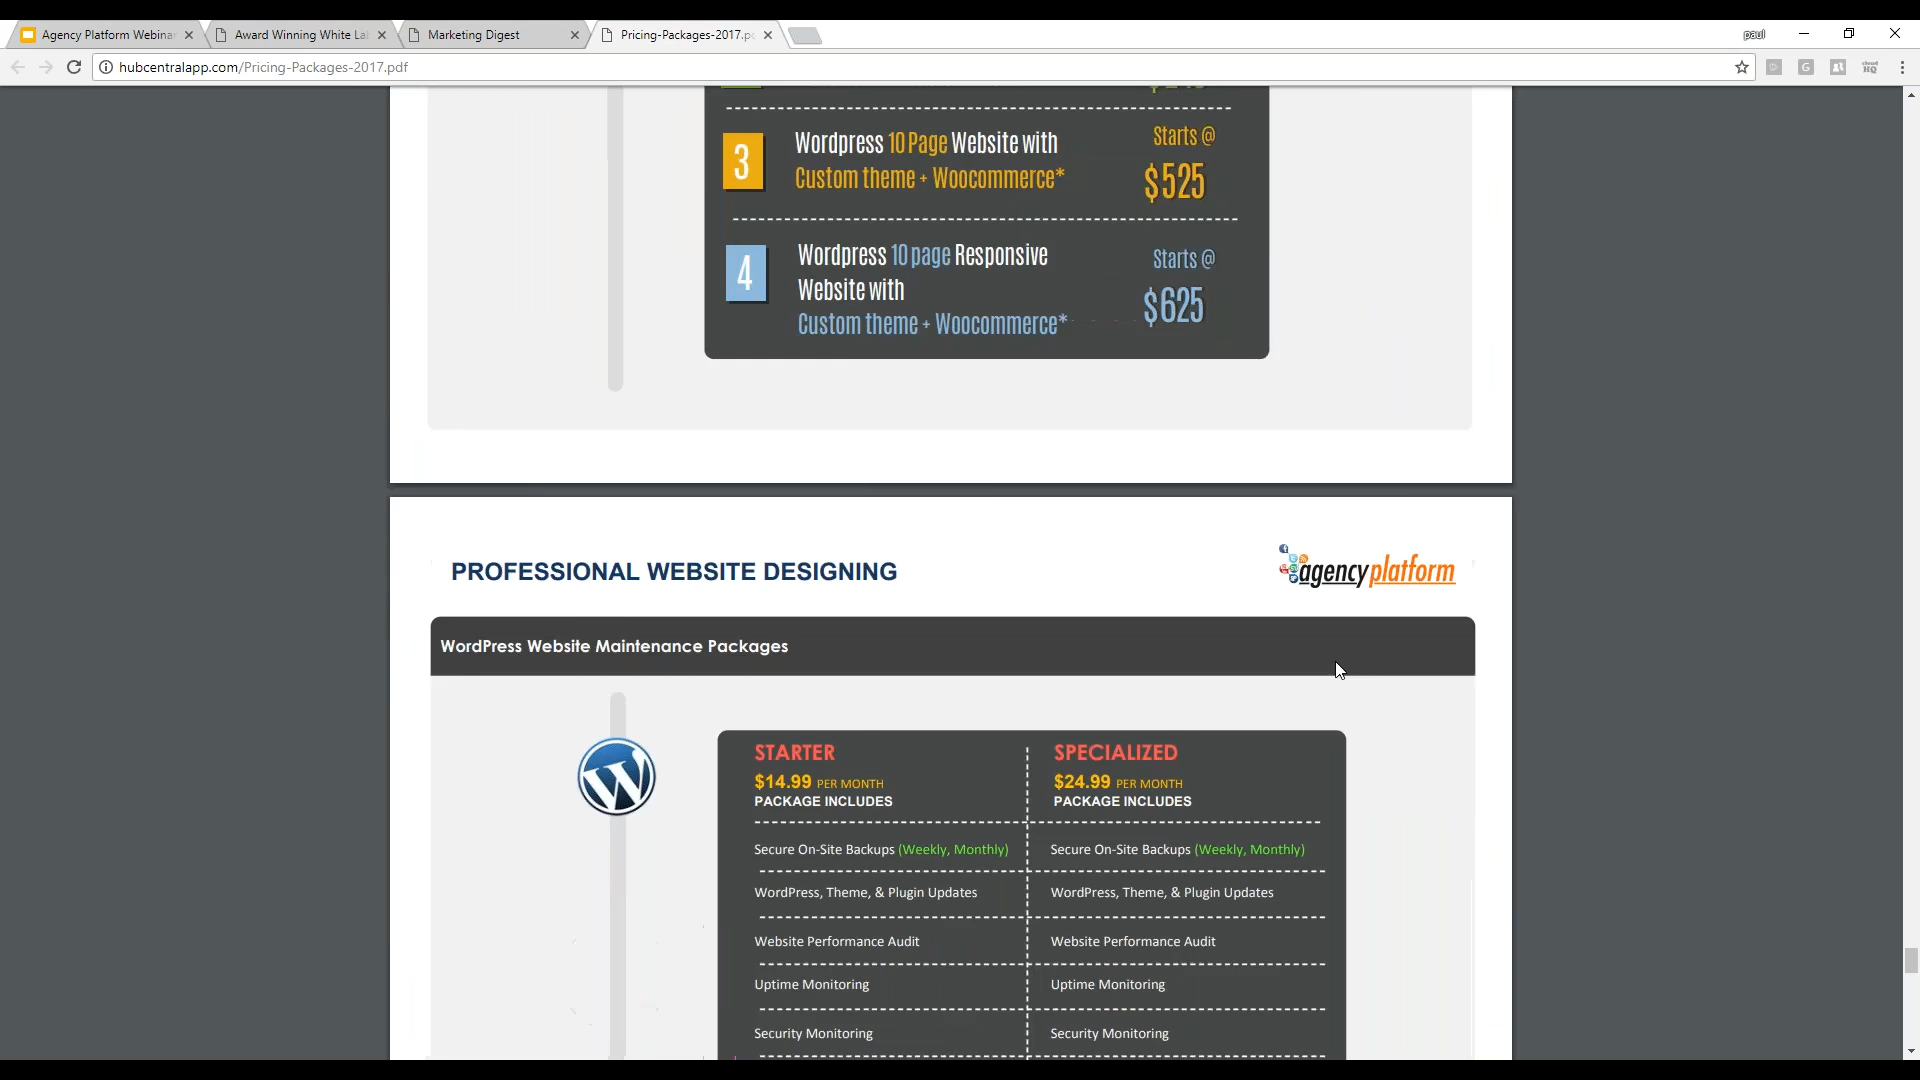 Agency Platform Webina
Award Winning White La
Marketing Digest
Pricing-Packages-2017.p
paul
hubcentralapp.com/Pricing-Packages-2017.pdf
3
Wordpress 10 Page Website with
Custom theme + Woocommerce*
Starts @
$525
4
Wordpress 10 page Responsive
Website with
Custom theme + Woocommerce*
Starts @
$625
PROFESSIONAL WEBSITE DESIGNING
agencyplatform
WordPress Website Maintenance Packages
STARTER
$14.99 PER MONTH
PACKAGE INCLUDES
SPECIALIZED
$24.99 PER MONTH
PACKAGE INCLUDES
Secure On-Site Backups (Weekly, Monthly)
Secure On-Site Backups (Weekly, Monthly)
WordPress, Theme, & Plugin Updates
WordPress, Theme, & Plugin Updates
Website Performance Audit
Website Performance Audit
Uptime Monitoring
Uptime Monitoring
Security Monitoring
Security Monitoring